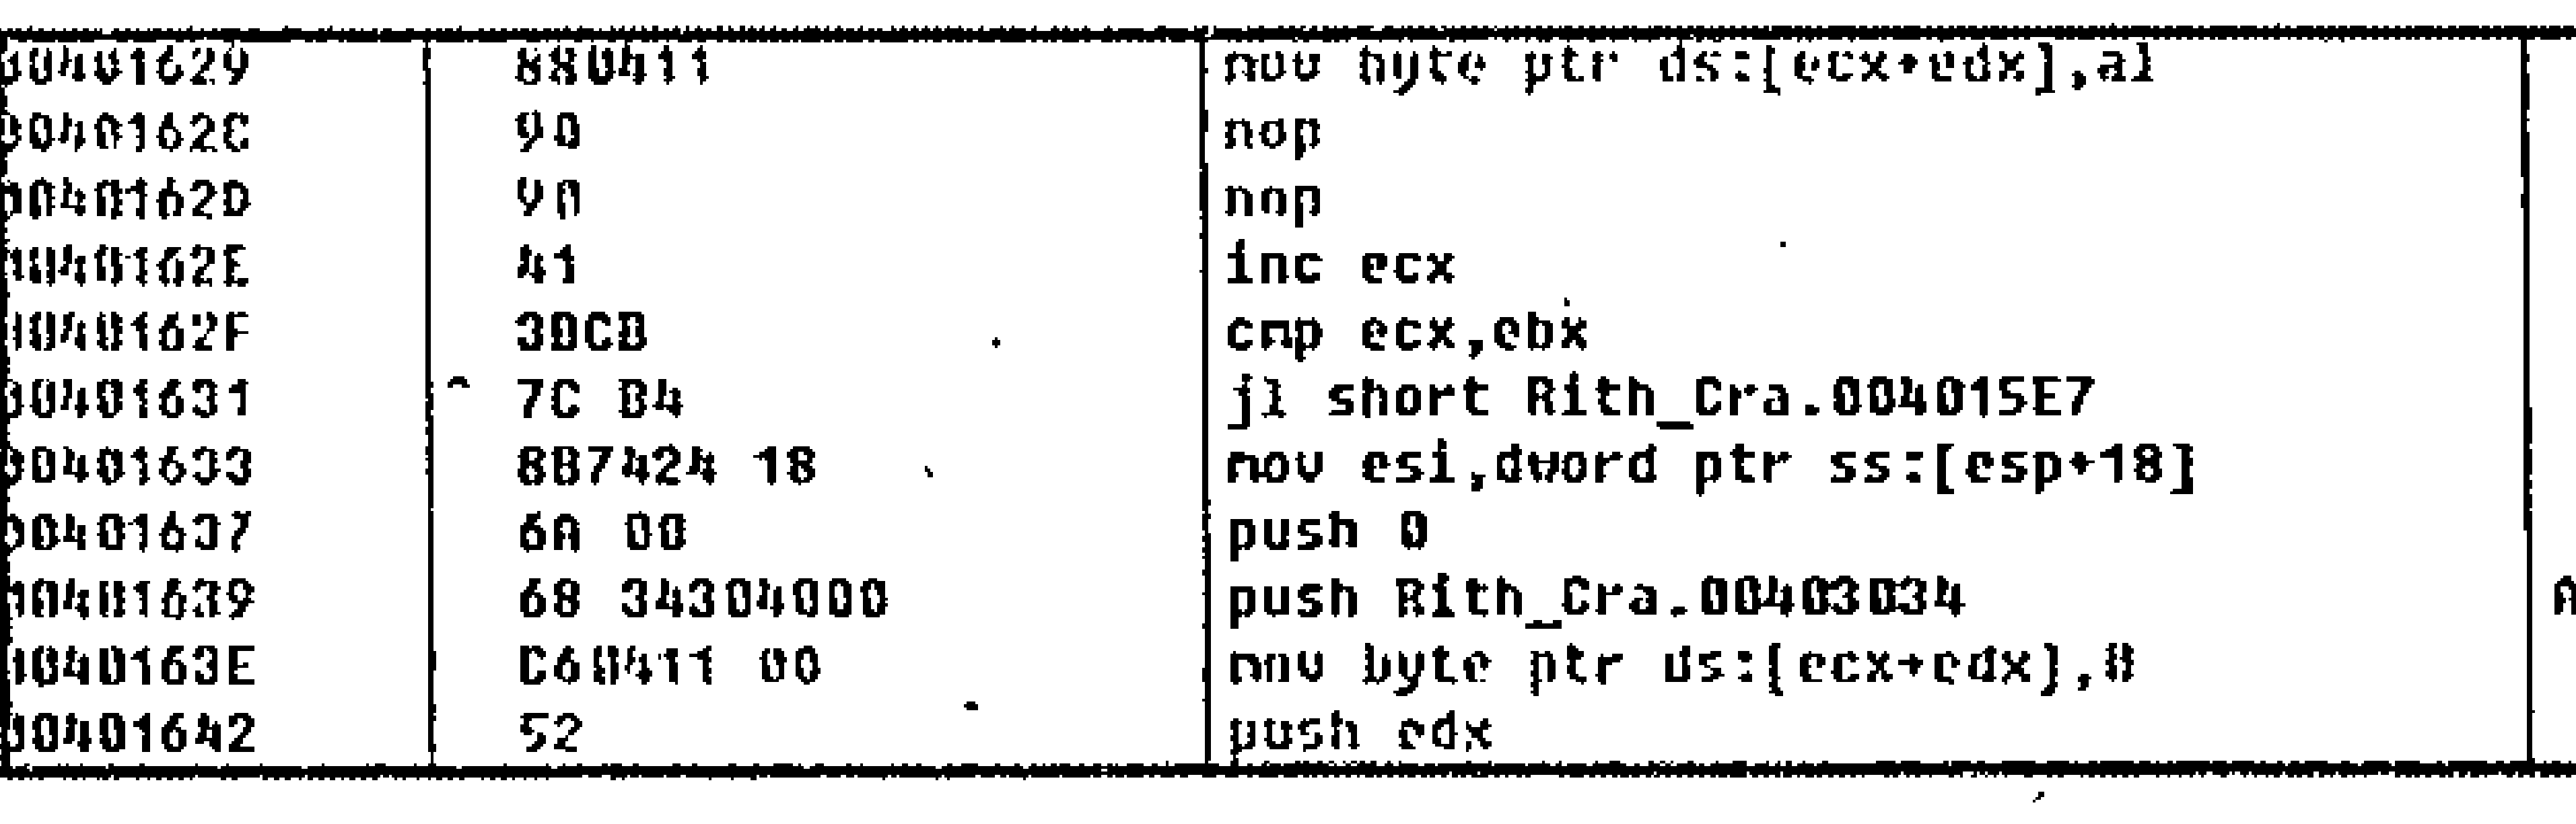 00401629 880411 mov byte ptr ds:[ecx+edx],al
0040162C 90 nop
0040162D 90 nop
0040162E 41 inc ecx
0040162F 3BCB cmp ecx,ebx
00401631 ^ 7C B4 jl short Rith_Cra.004015E7
00401633 8B7424 18 mov esi,dword ptr ss:[esp+18]
00401637 6A 00 push 0
00401639 68 34304000 push Rith_Cra.00403034 A
0040163E C60411 00 mov byte ptr ds:[ecx+edx],0
00401642 52 push edx